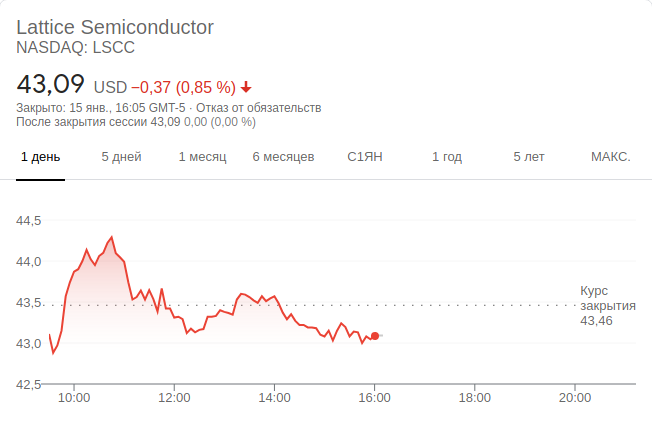 Lattice Semiconductor
NASDAQ: LSCC
43,09 USD −0,37 (0,85 %)
Закрыто: 15 янв., 16:05 GMT-5 · Отказ от обязательств
После закрытия сессии 43,09 0,00 (0,00 %)
1 день 5 дней 1 месяц 6 месяцев С1ЯН 1 год 5 лет МАКС.
44,5
44,0
43,5
43,0
42,5
Курс
закрытия
43,46
10:00 12:00 14:00 16:00 18:00 20:00